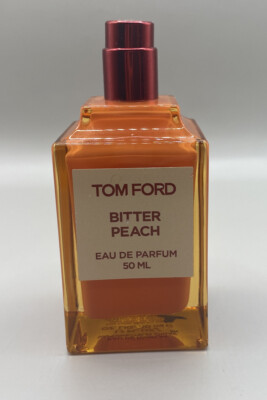 TOM FORD
BITTER
PEACH
EAU DE PARFUM
50 ML